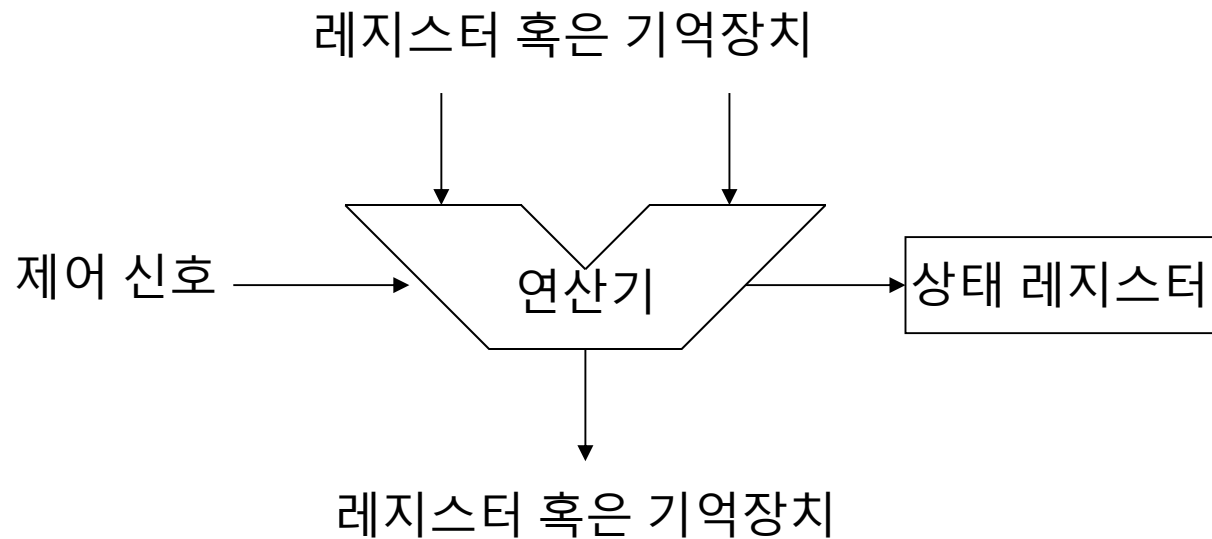 레지스터 혹은 기억장치
제어 신호
연산기
상태 레지스터
레지스터 혹은 기억장치